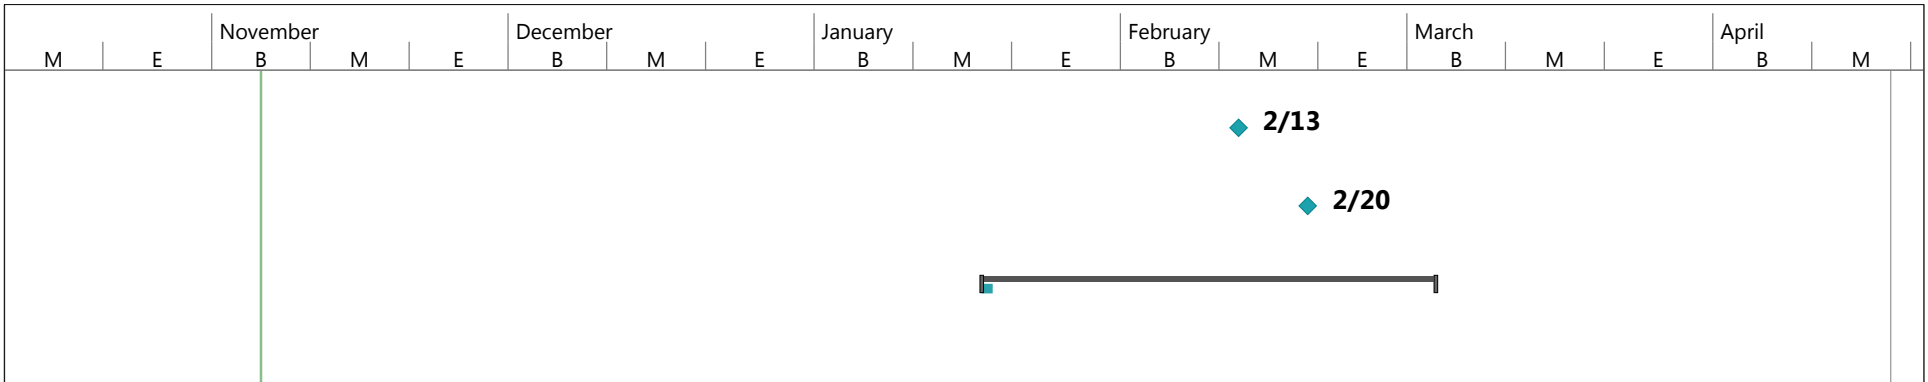 November December January February March April
M E B M E B M E B M E B M E B M E B M
2/13
2/20